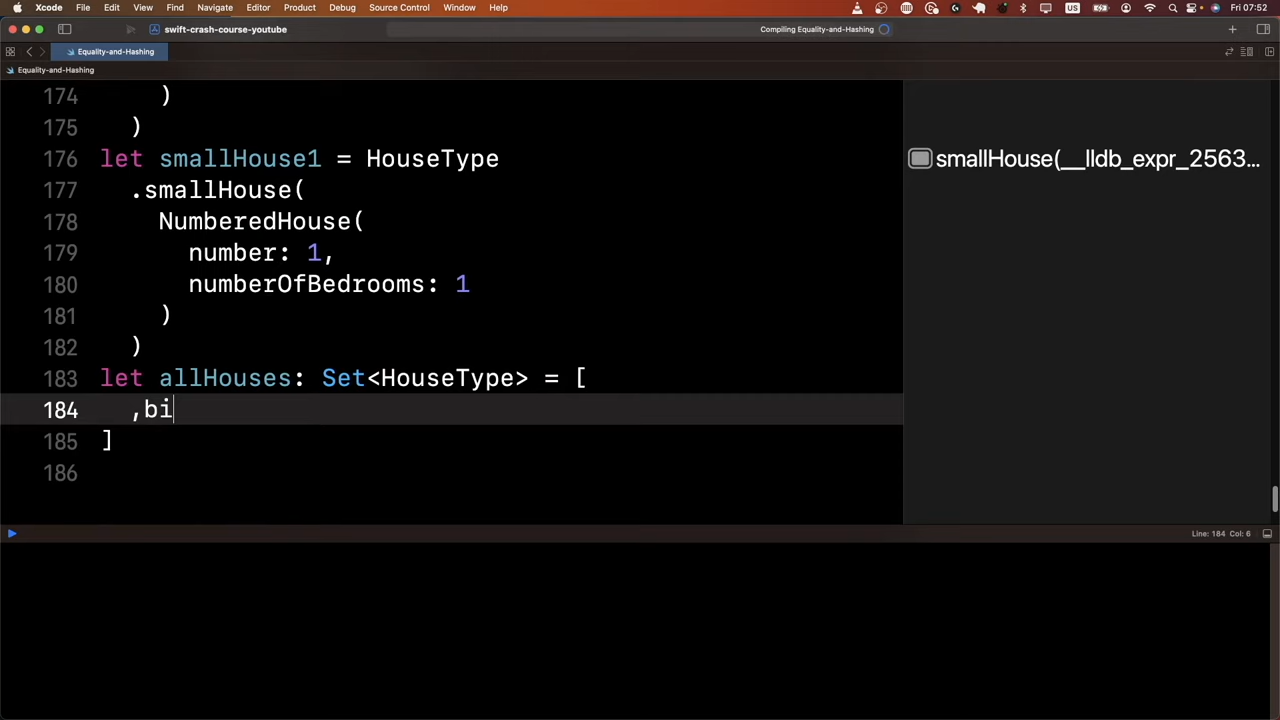 Xcode File Edit View Find Navigate Editor Product Debug Source Control Window Help US Fri 07:52
swift-crash-course-youtube Compiling Equality-and-Hashing
Equality-and-Hashing
Equality-and-Hashing
174 )
175 )
176 let smallHouse1 = HouseType smallHouse(__lldb_expr_2563...
177 .smallHouse(
178 NumberedHouse(
179 number: 1,
180 numberOfBedrooms: 1
181 )
182 )
183 let allHouses: Set<HouseType> = [
184 ,bi
185 ]
186
Line: 184 Col: 6